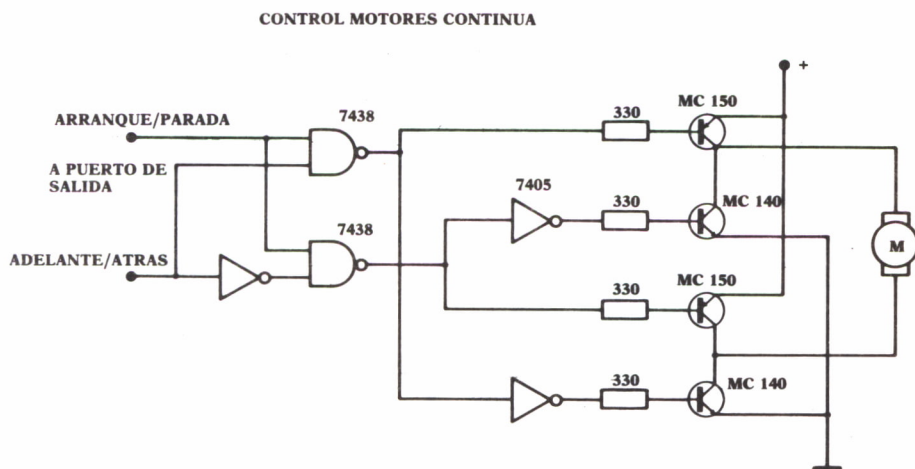 CONTROL MOTORES CONTINUA
+
MC 150
7438
330
ARRANQUE/PARADA
A PUERTO DE
SALIDA
7405
330
MC 140
7438
ADELANTE/ATRAS
M
MC 150
330
330
MC 140